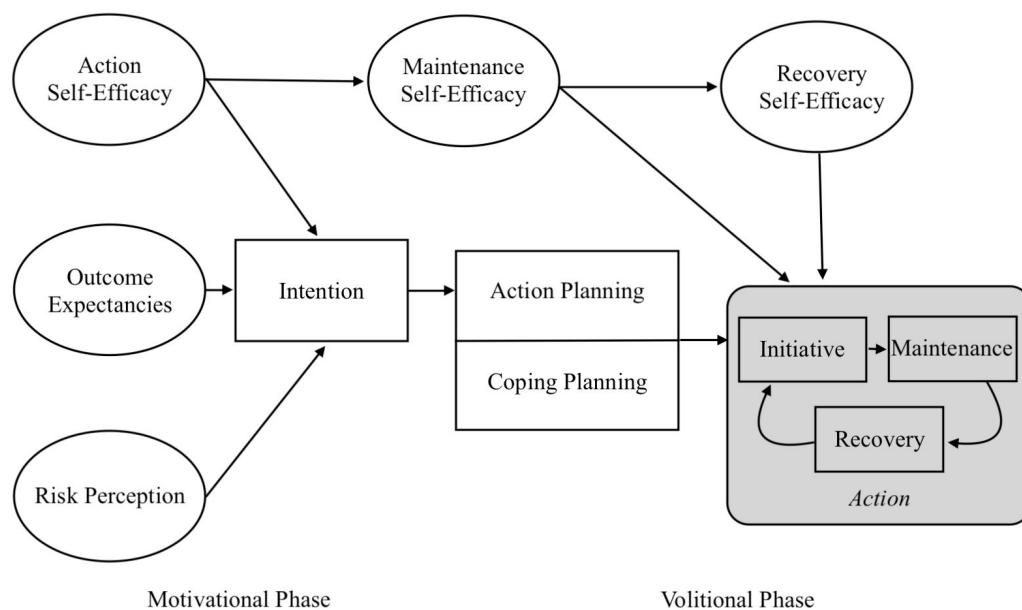 Action
Self-Efficacy
Maintenance
Self-Efficacy
Recovery
Self-Efficacy
Outcome
Expectancies
Intention
Action Planning
Coping Planning
Initiative
Maintenance
Recovery
Action
Risk Perception
Motivational Phase
Volitional Phase